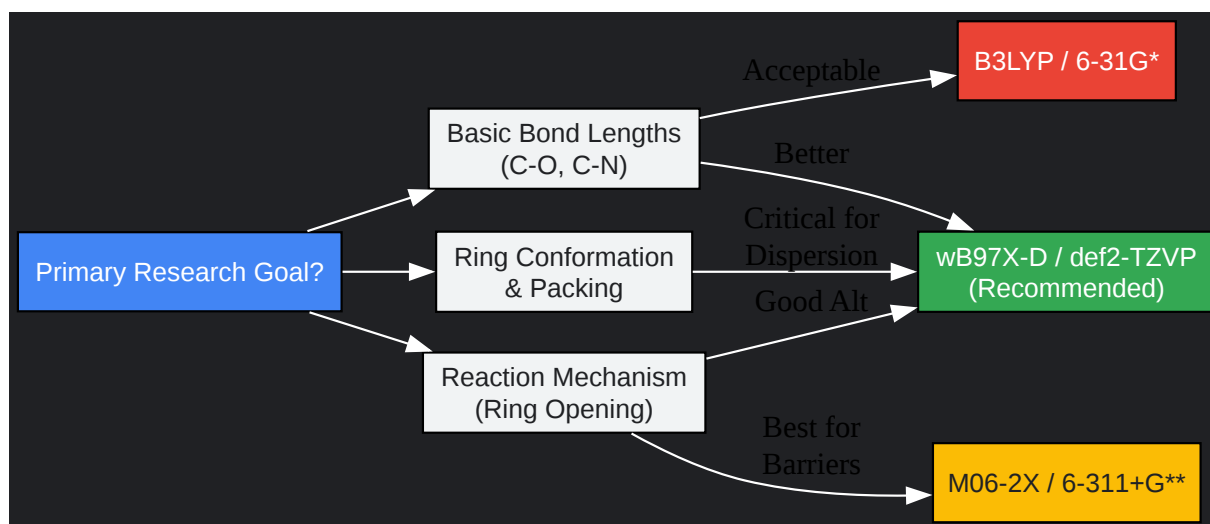 Primary Research Goal?
Basic Bond Lengths
(C-O, C-N)
Ring Conformation
& Packing
Reaction Mechanism
(Ring Opening)
Acceptable
Better
Critical for
Dispersion
Good Alt
Best for
Barriers
B3LYP / 6-31G*
wB97X-D / def2-TZVP
(Recommended)
M06-2X / 6-311+G**